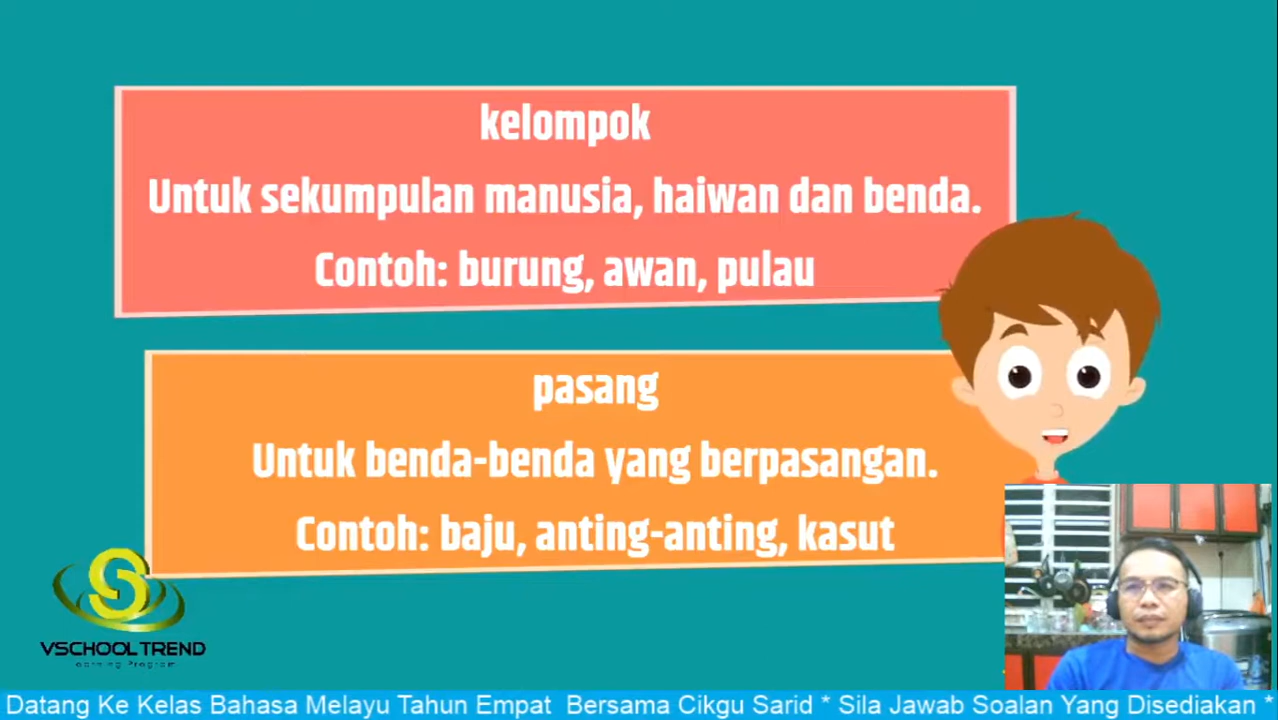 kelompok
Untuk sekumpulan manusia, haiwan dan benda.
Contoh: burung, awan, pulau
pasang
Untuk benda-benda yang berpasangan.
Contoh: baju, anting-anting, kasut
VSCHOOL TREND
Learning Program
Datang Ke Kelas Bahasa Melayu Tahun Empat Bersama Cikgu Sarid * Sila Jawab Soalan Yang Disediakan *